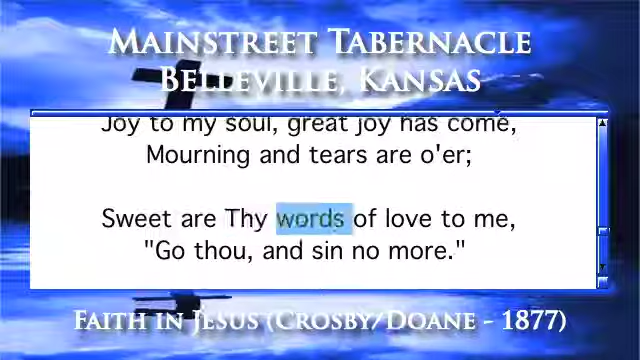 MAINSTREET TABERNACLE
BELLEVILLE, KANSAS
Joy to my soul, great joy has come,
Mourning and tears are o'er;
Sweet are Thy words of love to me,
"Go thou, and sin no more."
FAITH IN JESUS (CROSBY/DOANE - 1877)